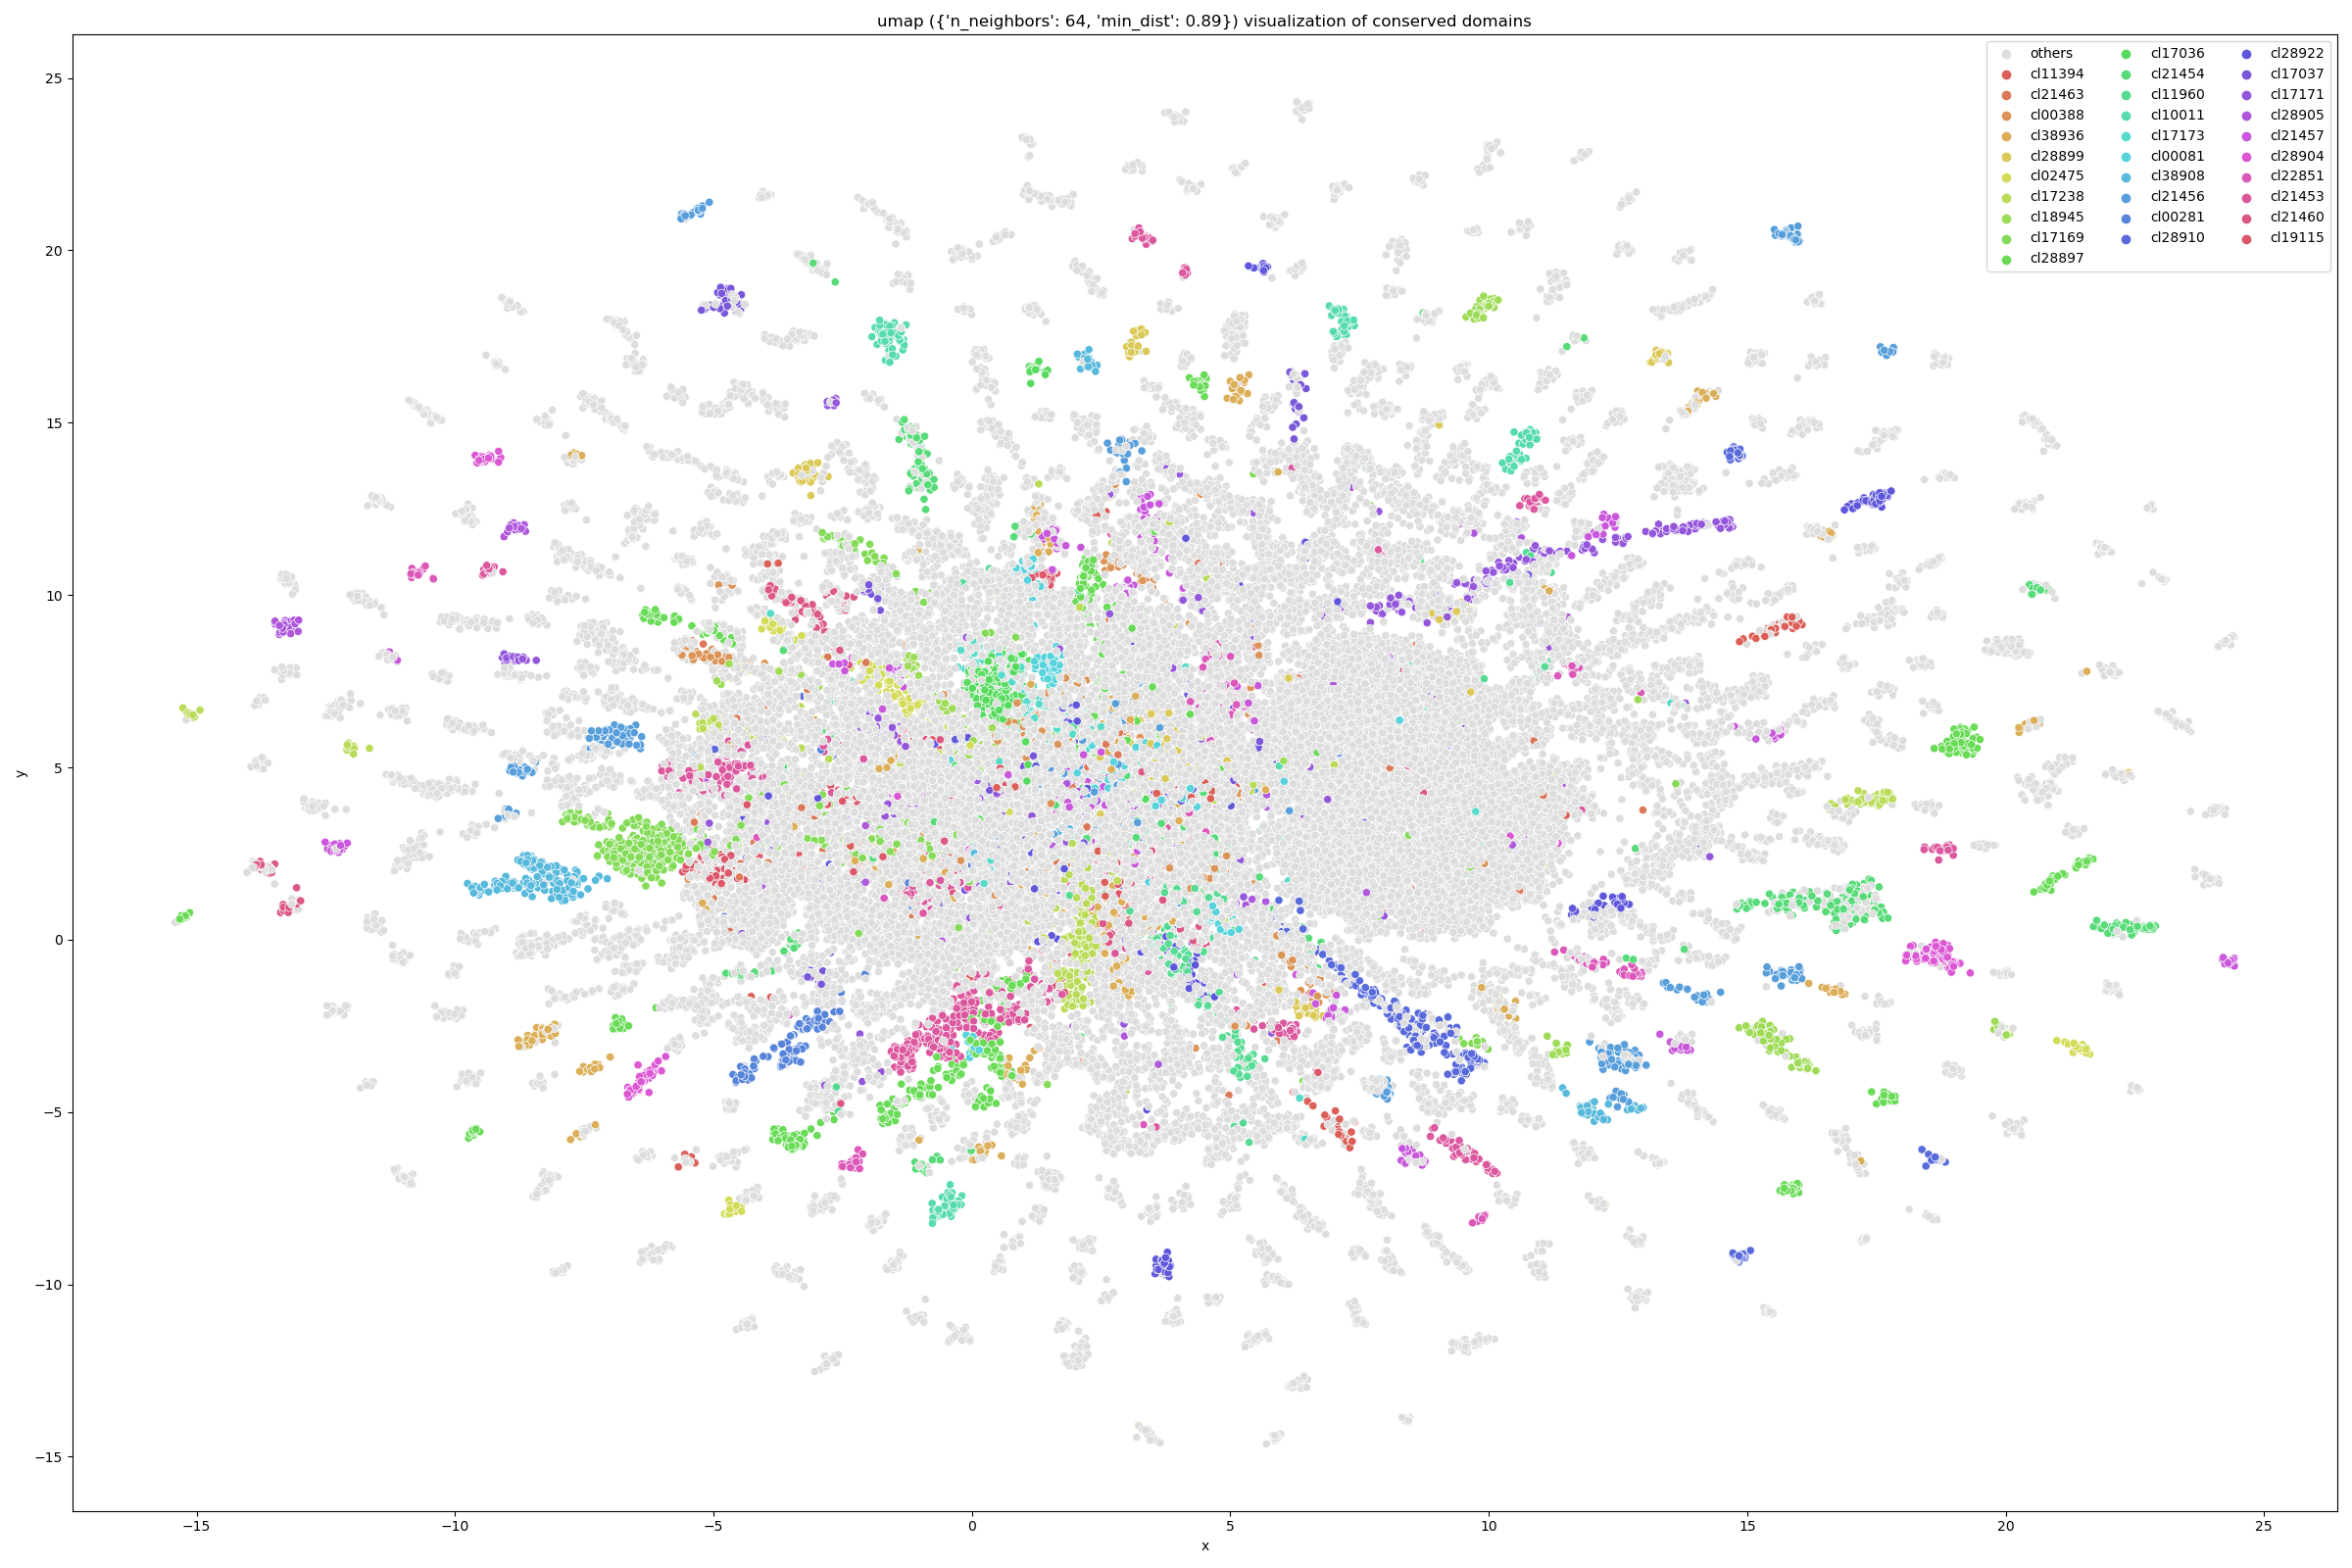 umap ({'n_neighbors': 64, 'min_dist': 0.89}) visualization of conserved domains
others cl17036 cl28922
cl11394 cl21454 cl17037
cl21463 cl11960 cl17171
cl00388 cl10011 cl28905
cl38936 cl17173 cl21457
cl28899 cl00081 cl28904
cl02475 cl38908 cl22851
cl17238 cl21456 cl21453
cl18945 cl00281 cl21460
cl17169 cl28910 cl19115
cl28897
25
20
15
10
5
0
−5
−10
−15
y
−15 −10 −5 0 5 10 15 20 25
x